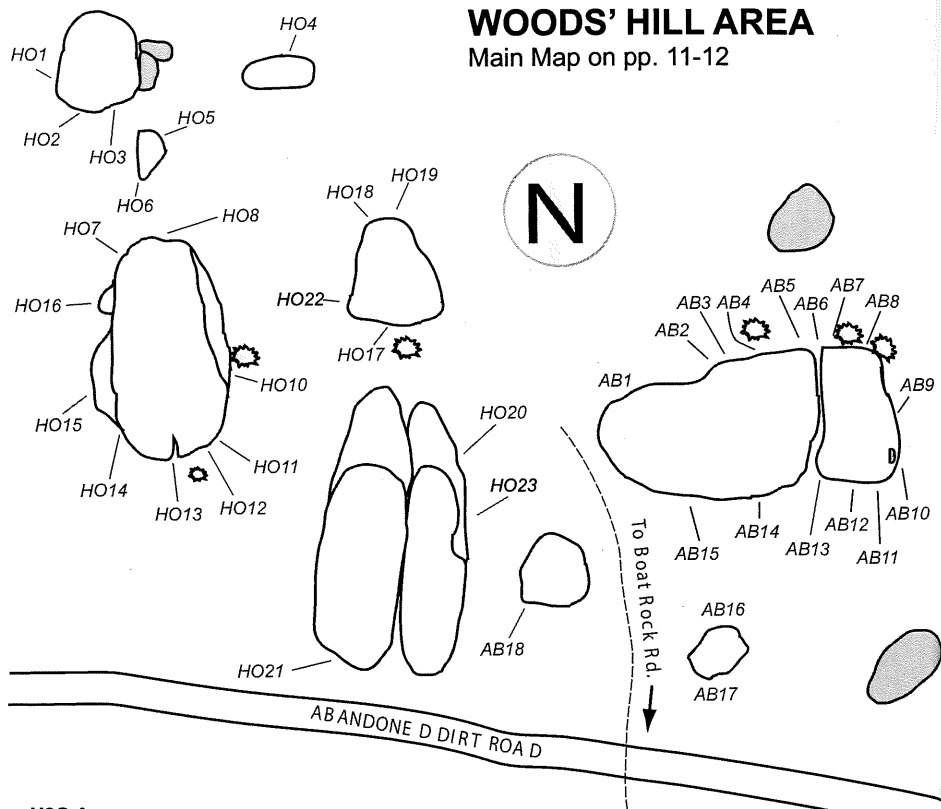 WOODS' HILL AREA
Main Map on pp. 11-12
HO1
HO4
HO2
HO3
HO5
HO6
HO7
HO8
HO18
HO19
N
HO16
HO22
HO17
HO10
HO15
HO14
HO13
HO12
HO11
HO20
HO23
HO21
AB1
AB2
AB3
AB4
AB5
AB6
AB7
AB8
AB9
D
AB10
AB11
AB12
AB13
AB14
AB15
AB16
AB17
AB18
To Boat Rock Rd.
ABANDONED DIRT ROAD